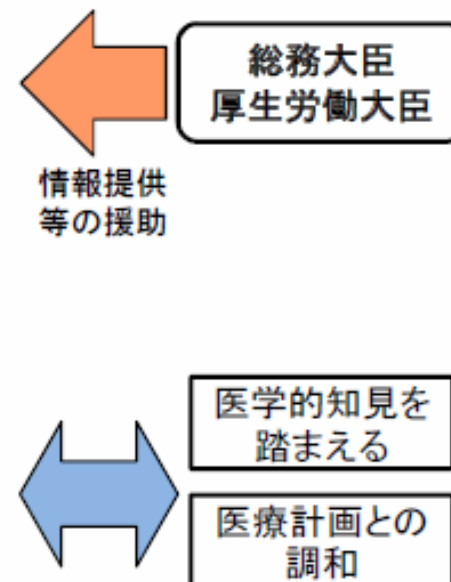 総務大臣
厚生労働大臣
情報提供
等の援助
医学的知見を
踏まえる
医療計画との
調和